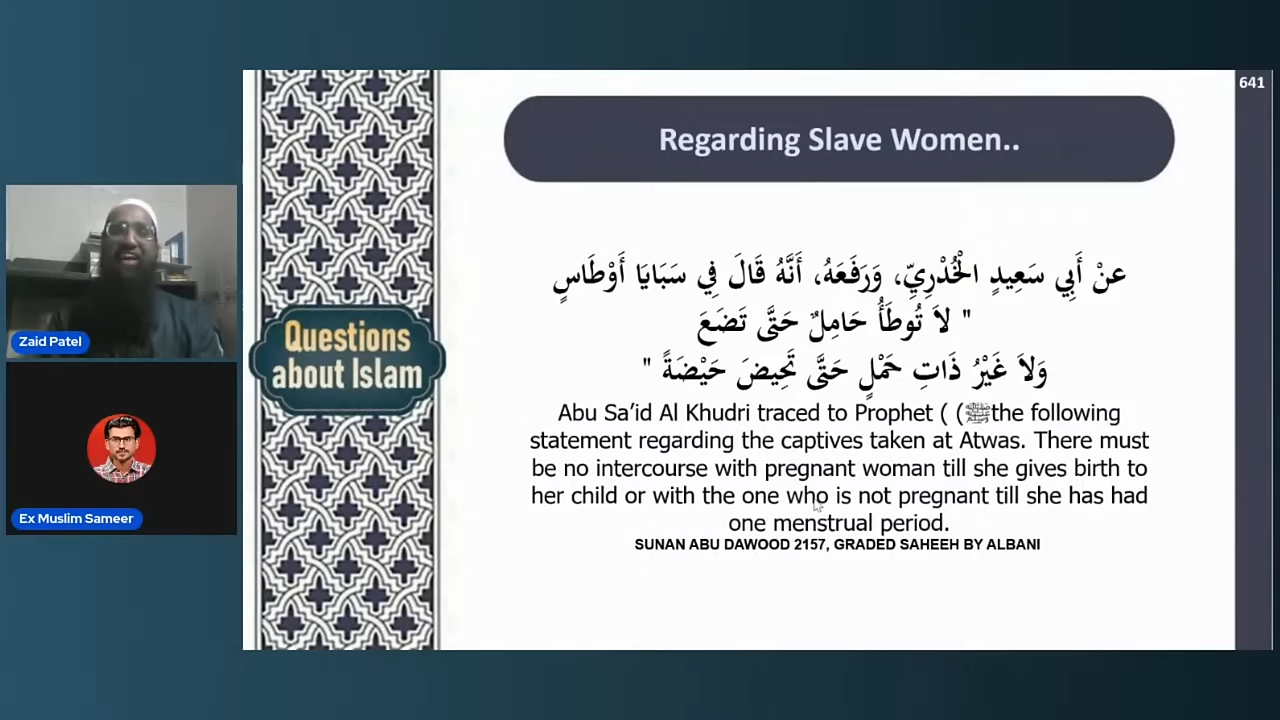 641
Regarding Slave Women..
عنْ أَبِي سَعِيدٍ الْخُدْرِيِّ، وَرَفَعَهُ، أَنَّهُ قَالَ فِي سَبَايَا أَوْطَاسٍ
" لاَ تُوطَأُ حَامِلٌ حَتَّى تَضَعَ
وَلاَ غَيْرُ ذَاتِ حَمْلٍ حَتَّى تَحِيضَ حَيْضَةً "
Abu Sa’id Al Khudri traced to Prophet ( (ﷺthe following
statement regarding the captives taken at Atwas. There must
be no intercourse with pregnant woman till she gives birth to
her child or with the one who is not pregnant till she has had
one menstrual period.
SUNAN ABU DAWOOD 2157, GRADED SAHEEH BY ALBANI
Questions
about Islam
Zaid Patel
Ex Muslim Sameer